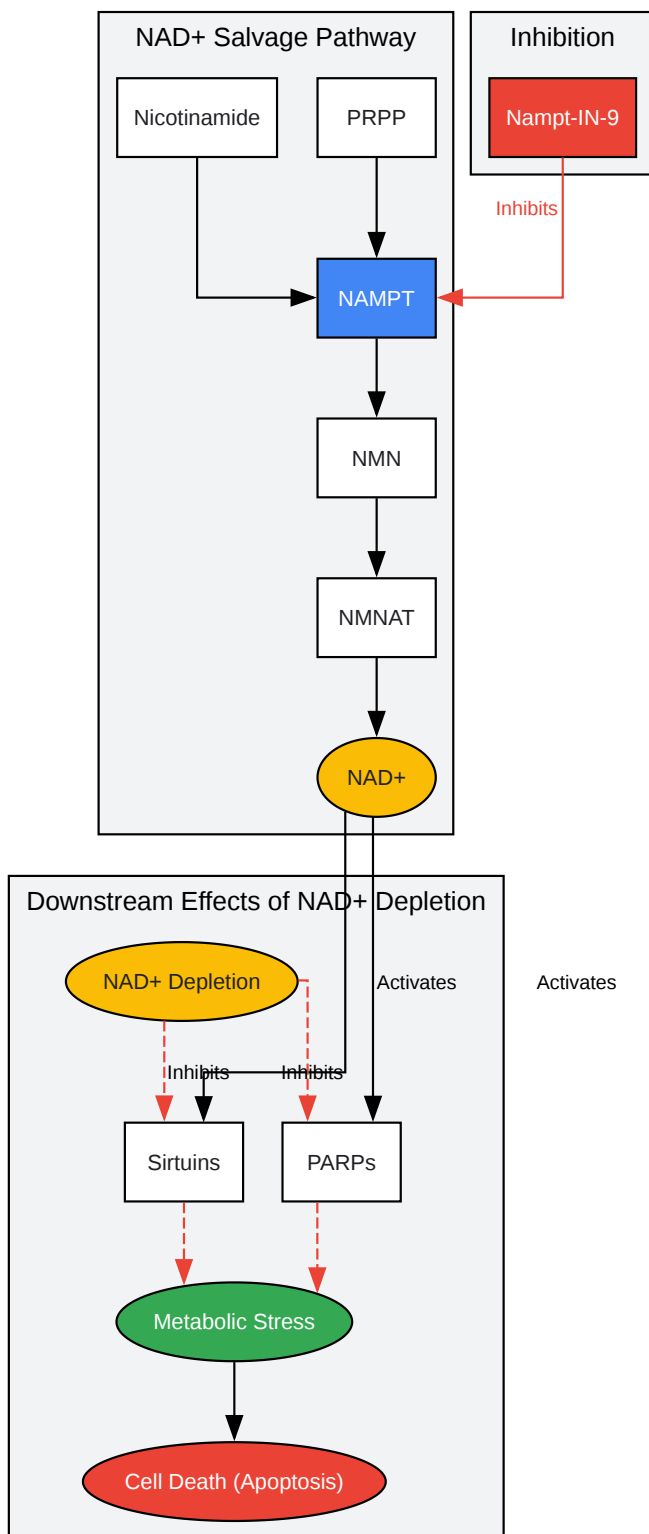 NAD+ Salvage Pathway
Inhibition
Nicotinamide
PRPP
Nampt-IN-9
Inhibits
NAMPT
NMN
NMNAT
NAD+
Downstream Effects of NAD+ Depletion
NAD+ Depletion
Activates
Activates
Inhibits
Inhibits
Sirtuins
PARPs
Metabolic Stress
Cell Death (Apoptosis)